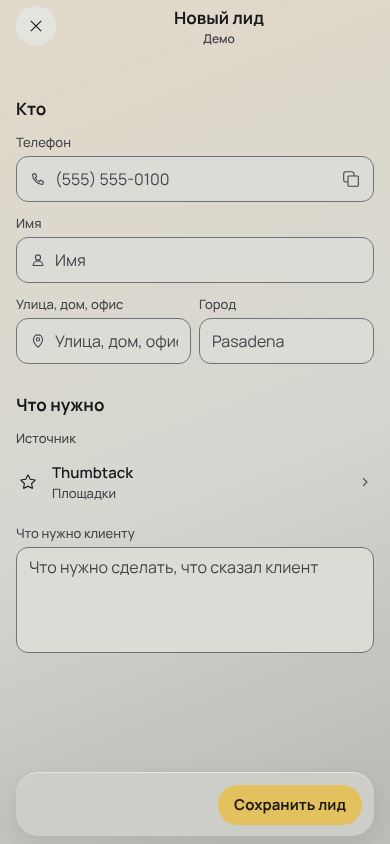 Новый лид
Демо
Кто
Телефон
(555) 555-0100
Имя
Имя
Улица, дом, офис
Город
Улица, дом, офис
Pasadena
Что нужно
Источник
Thumbtack
Площадки
Что нужно клиенту
Что нужно сделать, что сказал клиент
Сохранить лид